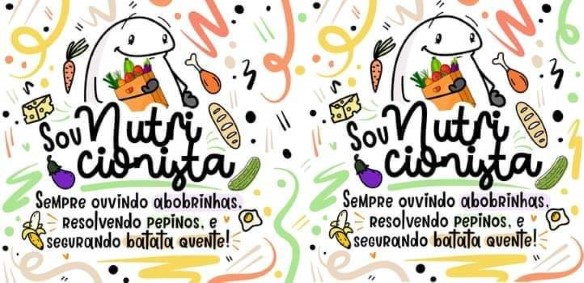 Sou Nutri
cionista
Sempre ouvindo abobrinhas,
resolvendo pepinos, e
segurando batata quente!
Sou Nutri
cionista
Sempre ouvindo abobrinhas,
resolvendo pepinos, e
segurando batata quente!